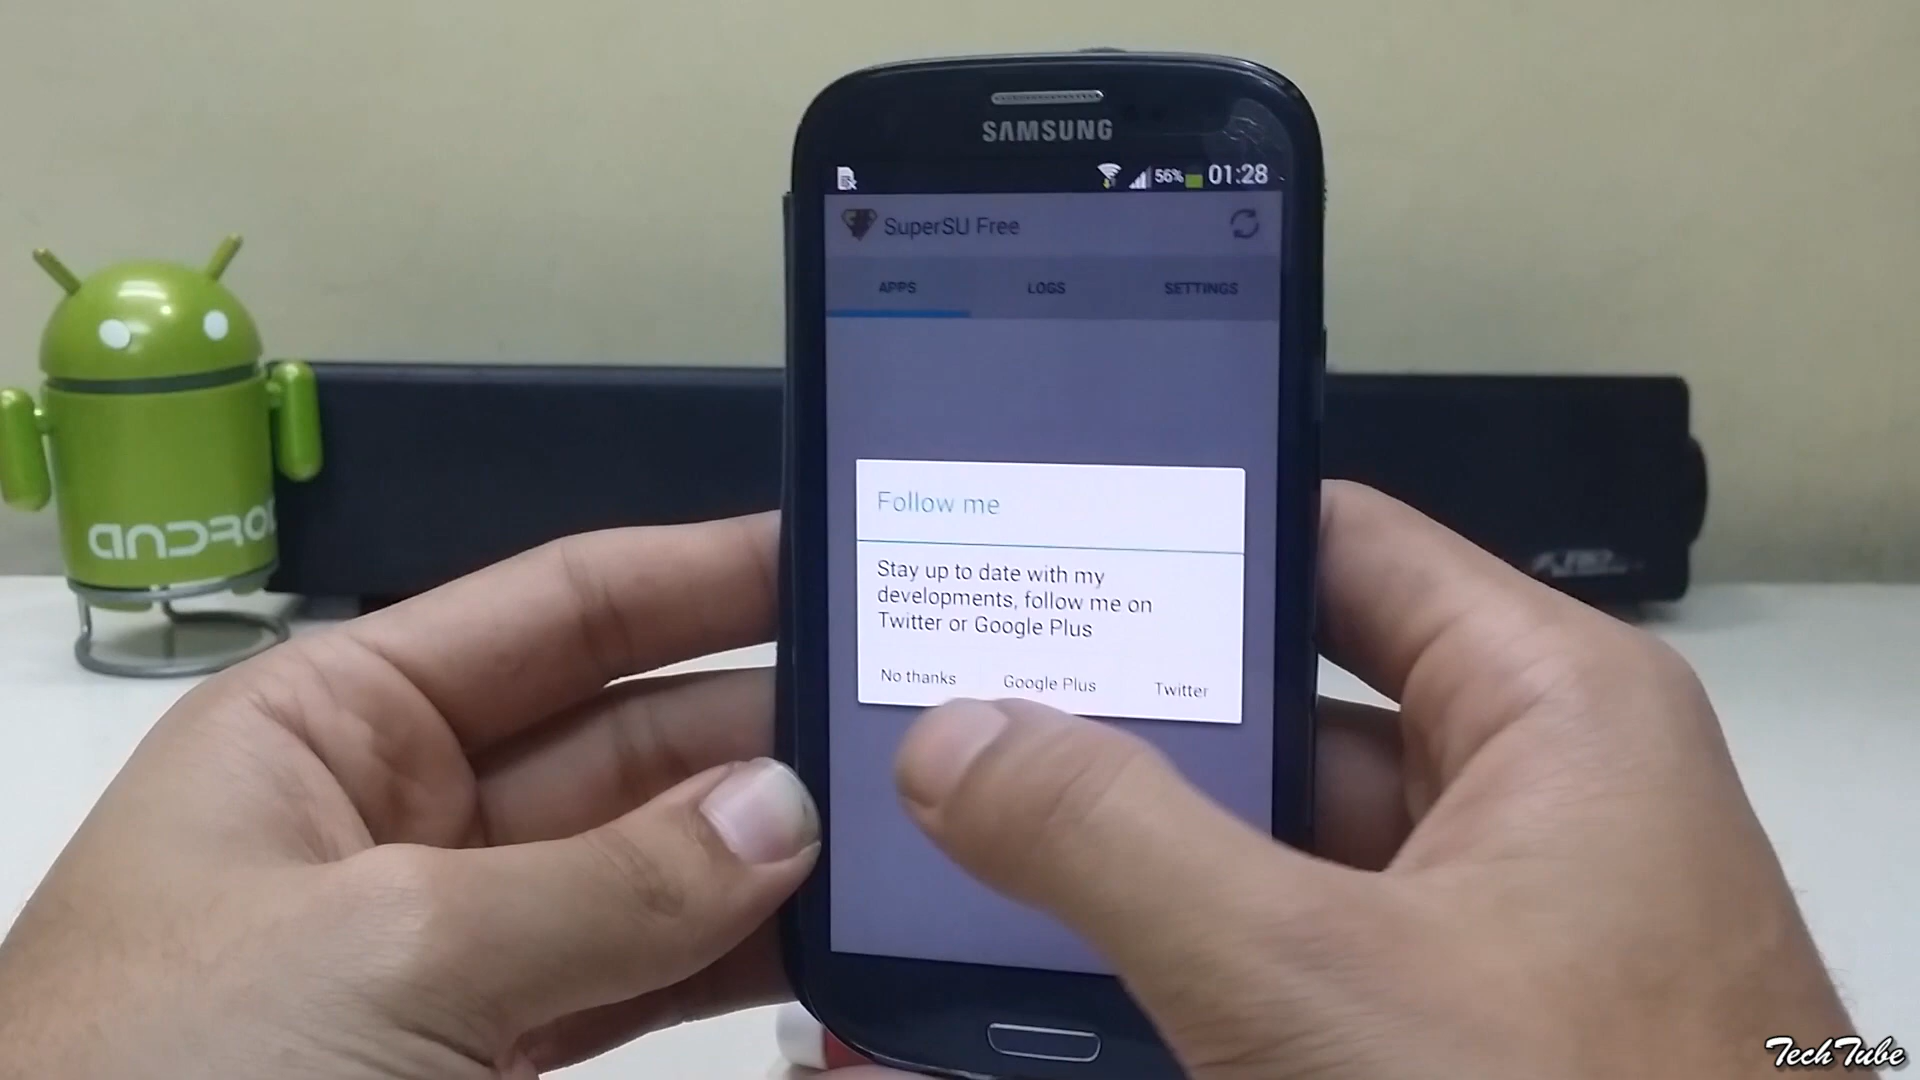 SAMSUNG
56% 01:28
SuperSU Free
APPS LOGS SETTINGS
Follow me
Stay up to date with my
developments, follow me on
Twitter or Google Plus
No thanks Google Plus Twitter
ANDROI
F&D
TechTube